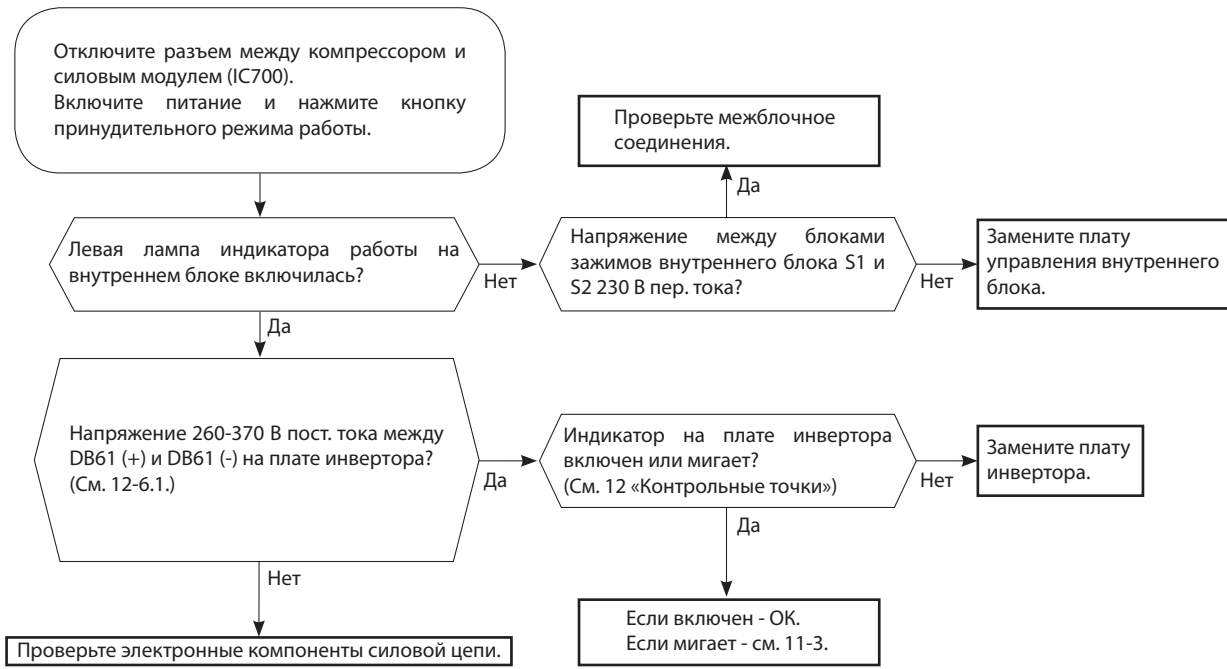 Отключите разъем между компрессором и
силовым модулем (IC700).
Включите питание и нажмите кнопку
принудительного режима работы.
Проверьте межблочное
соединения.
Да
Левая лампа индикатора работы на
внутреннем блоке включилась?
Нет
Напряжение между блоками
зажимов внутреннего блока S1 и
S2 230 В пер. тока?
Нет
Замените плату
управления внутреннего
блока.
Да
Напряжение 260-370 В пост. тока между
DB61 (+) и DB61 (-) на плате инвертора?
(См. 12-6.1.)
Да
Индикатор на плате инвертора
включен или мигает?
(См. 12 «Контрольные точки»)
Нет
Замените плату
инвертора.
Да
Нет
Если включен - OK.
Если мигает - см. 11-3.
Проверьте электронные компоненты силовой цепи.